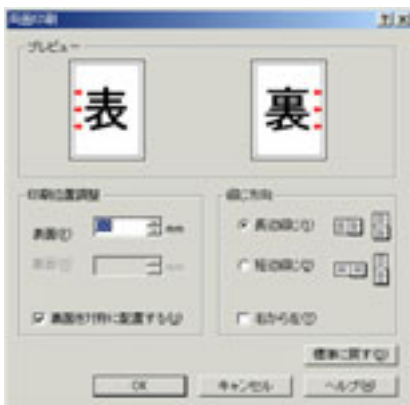 両面印刷
プレビュー
表
裏
印刷位置調整
表面(F)
mm
裏面
mm
裏面を対称に配置する(U)
綴じ方向
長辺綴じ(L)
短辺綴じ
右から左
標準に戻す(D)
OK
キャンセル
ヘルプ(H)